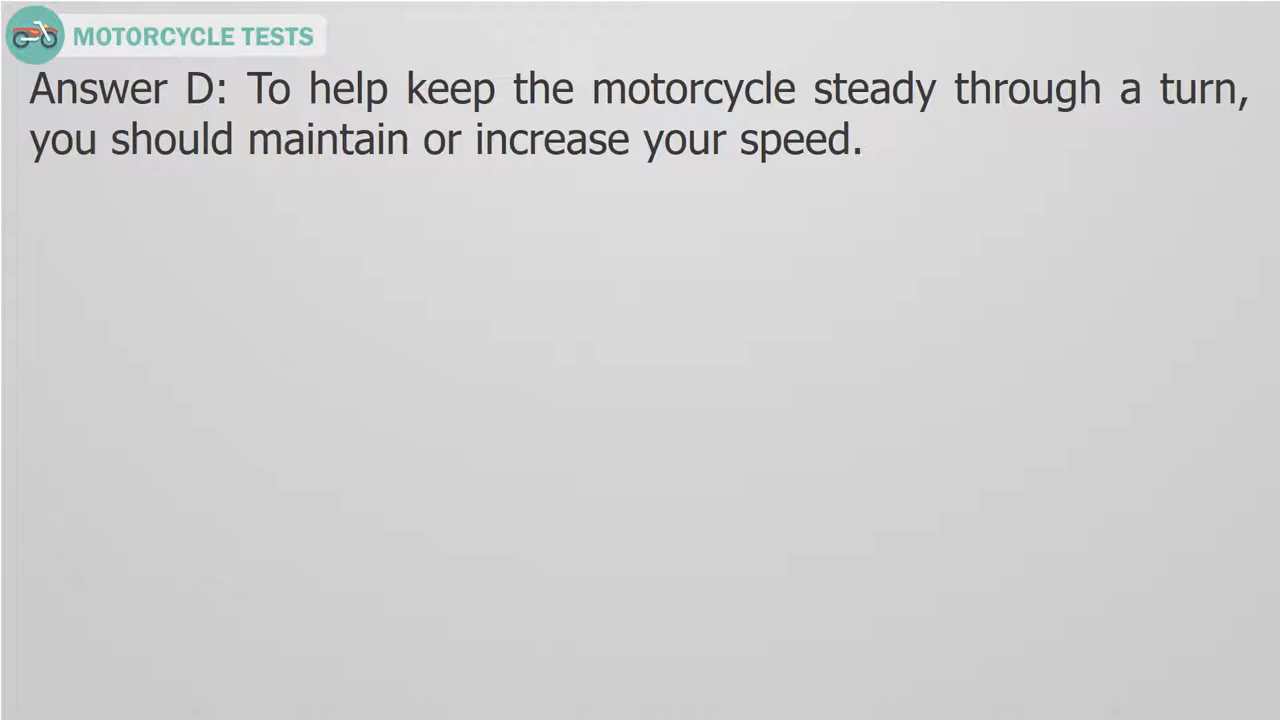 MOTORCYCLE TESTS
Answer D: To help keep the motorcycle steady through a turn,
you should maintain or increase your speed.